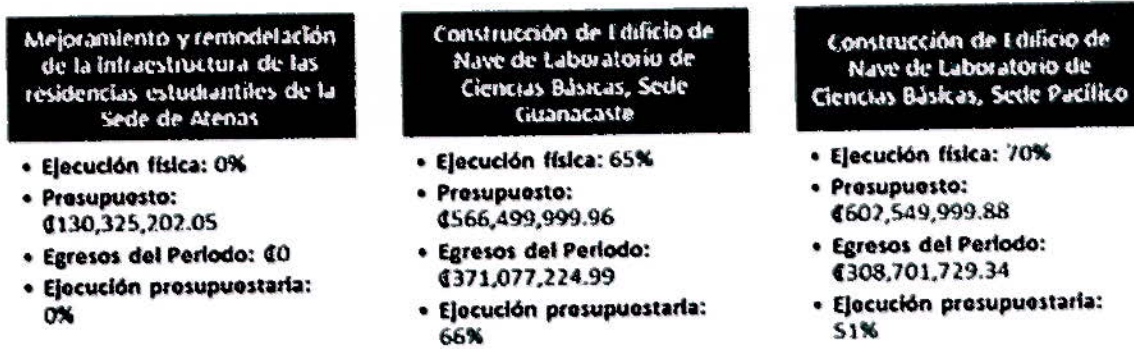 Mejoramiento y remodelación
de la infraestructura de las
residencias estudiantiles de la
Sede de Atenas
• Ejecución física: 0%
• Presupuesto:
₡130,325,202.05
• Egresos del Periodo: ₡0
• Ejecución presupuestaria:
0%
Construcción de Edificio de
Nave de Laboratorio de
Ciencias Básicas, Sede
Guanacaste
• Ejecución física: 65%
• Presupuesto:
₡566,499,999.96
• Egresos del Periodo:
₡371,077,224.99
• Ejecución presupuestaria:
66%
Construcción de Edificio de
Nave de Laboratorio de
Ciencias Básicas, Sede Pacífico
• Ejecución física: 70%
• Presupuesto:
₡602,549,999.88
• Egresos del Periodo:
₡308,701,729.34
• Ejecución presupuestaria:
51%